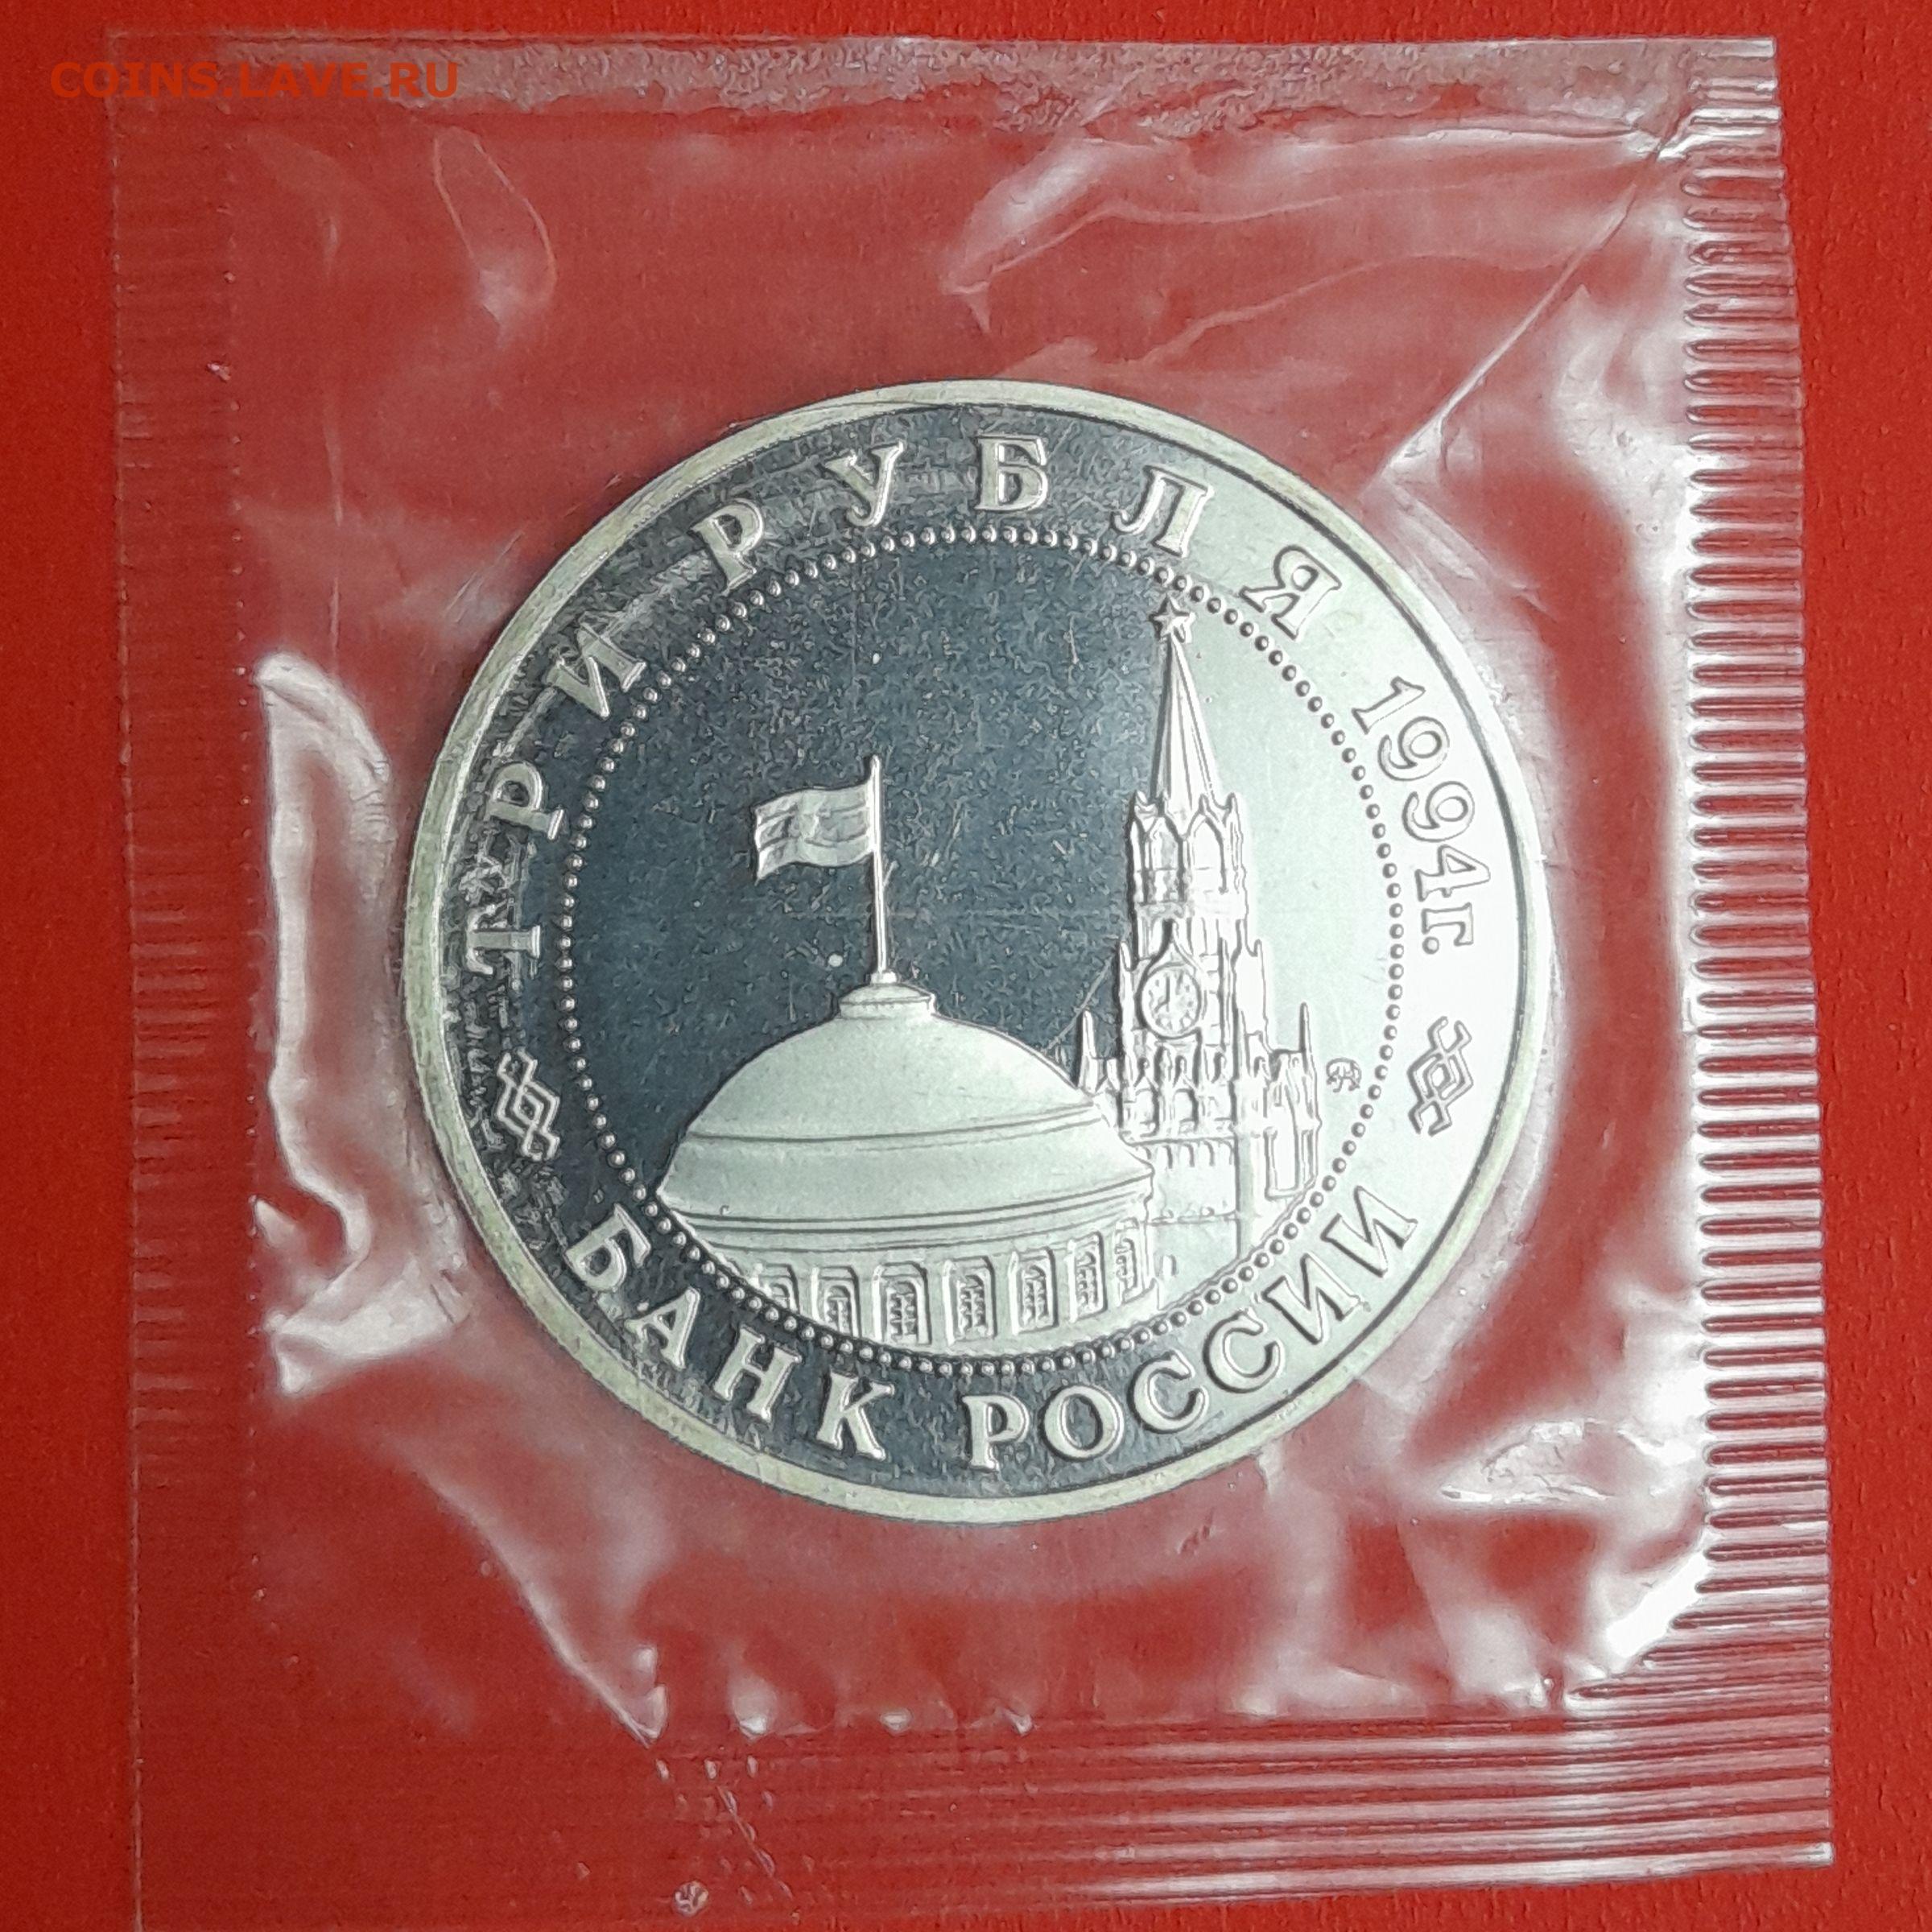 COINS.LAVE.RU
ТРИ РУБЛЯ 1994г.
БАНК РОССИИ